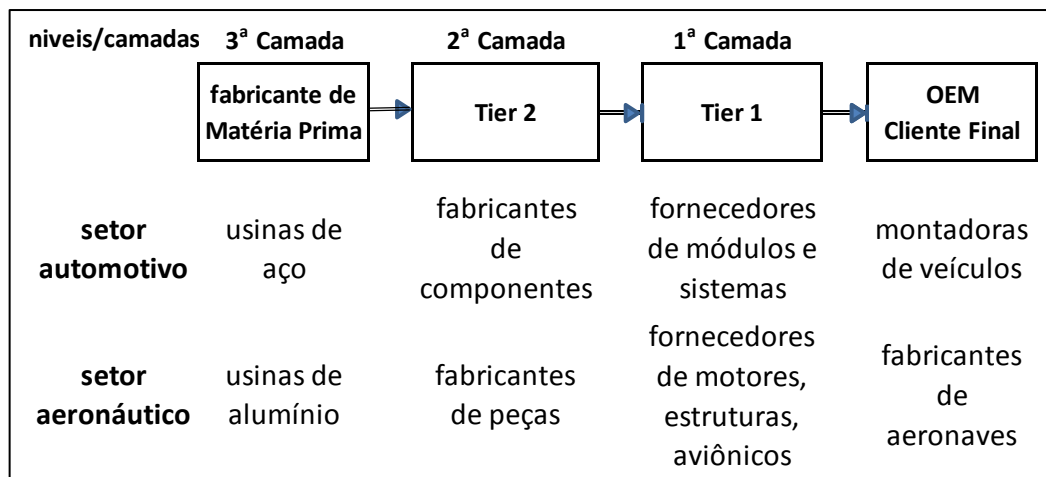 niveis/camadas 3ª Camada 2ª Camada 1ª Camada
fabricante de
Matéria Prima
Tier 2
Tier 1
OEM
Cliente Final
setor
automotivo
usinas de
aço
fabricantes
de
componentes
fornecedores
de módulos e
sistemas
montadoras
de veículos
setor
aeronáutico
usinas de
alumínio
fabricantes
de peças
fornecedores
de motores,
estruturas,
aviônicos
fabricantes
de
aeronaves